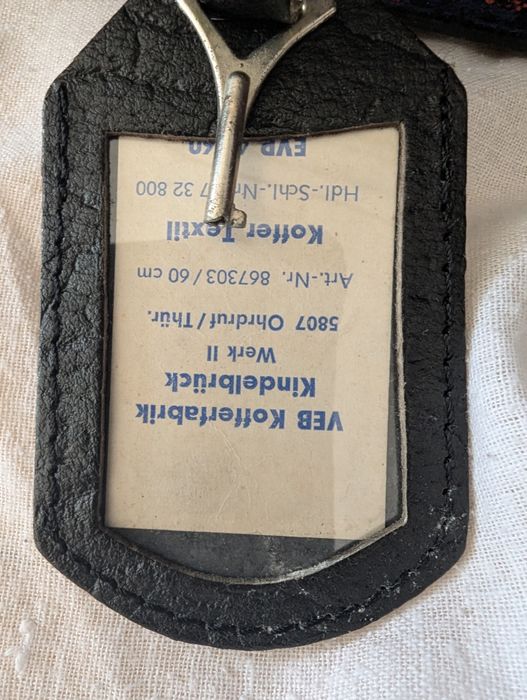 VEB Kofferfabrik
Kindelbrück
Werk II
5807 Ohrdruf/Thür.
Art.-Nr. 867303/60 cm
Koffer Textil
Hdl.-Schl.-Nr. 32 800
EVP